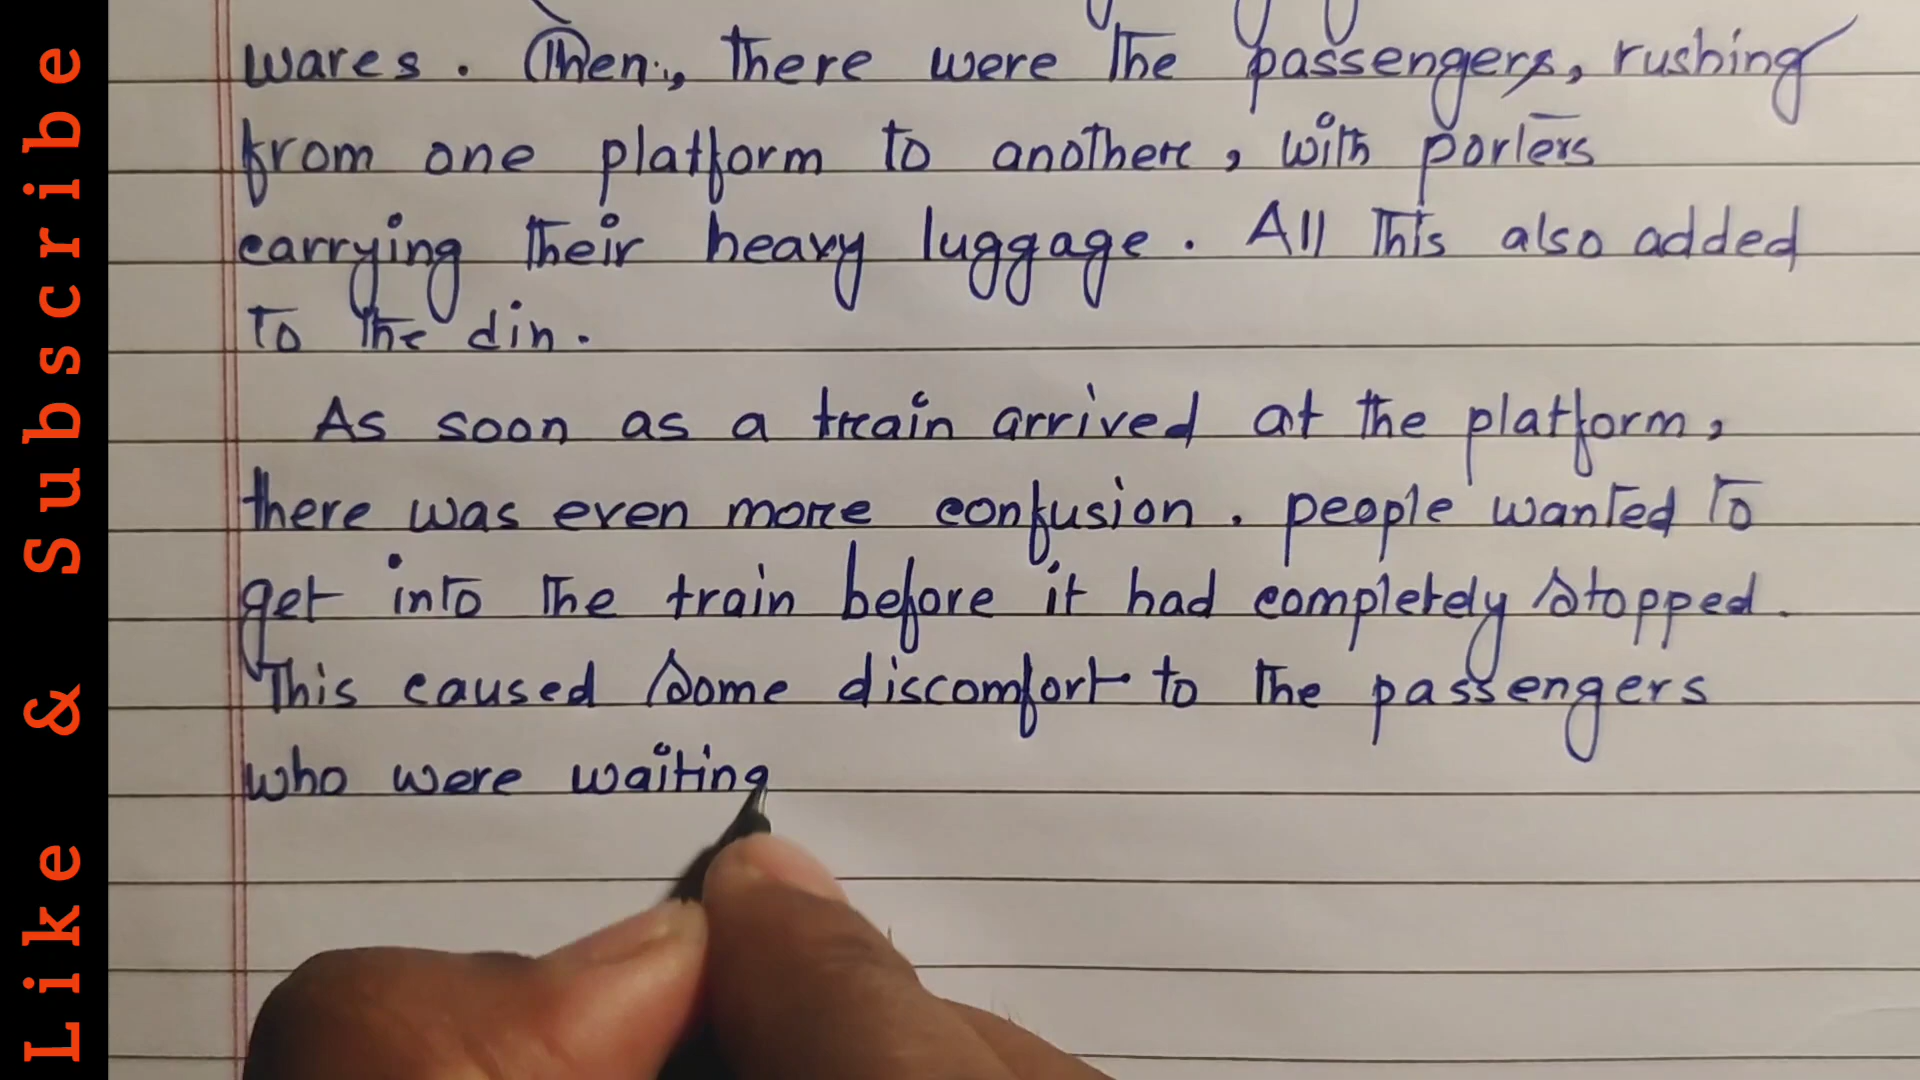 Like & Subscribe
wares. Then, there were the passengers, rushing
from one platform to another, with porters
carrying their heavy luggage. All this also added
to the din.
As soon as a train arrived at the platform,
there was even more confusion. people wanted to
get into the train before it had completely stopped.
This caused some discomfort to the passengers
who were waiting